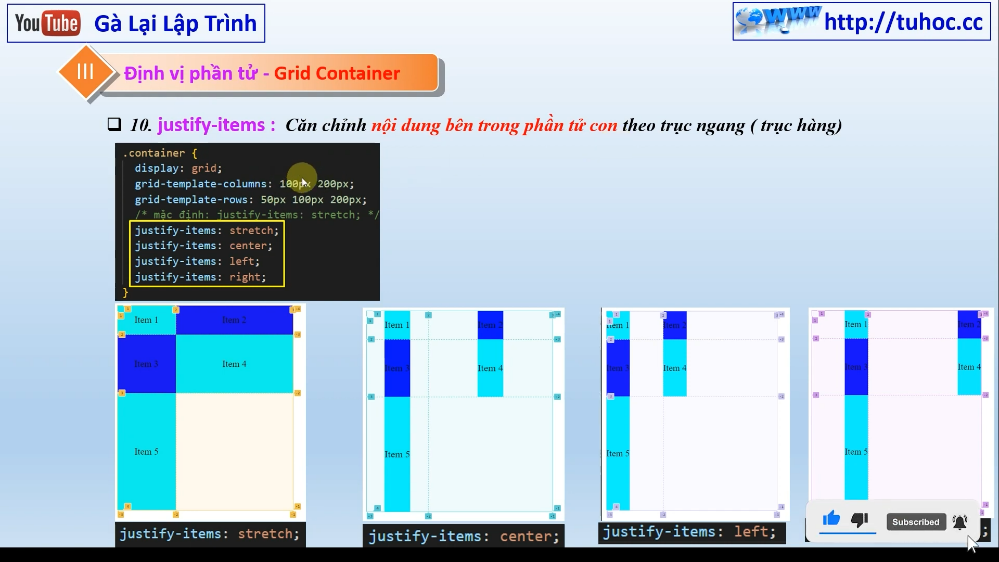 YouTube Gà Lại Lập Trình
WWW http://tuhoc.cc
III Định vị phần tử - Grid Container
10. justify-items : Căn chỉnh nội dung bên trong phần tử con theo trục ngang ( trục hàng)
.container {
display: grid;
grid-template-columns: 100px 200px;
grid-template-rows: 50px 100px 200px;
/* mặc định: justify-items: stretch; */
justify-items: stretch;
justify-items: center;
justify-items: left;
justify-items: right;
}
Item 1 Item 2
Item 3 Item 4
Item 5
justify-items: stretch;
Item 1 Item 2
Item 3 Item 4
Item 5
justify-items: center;
Item 1 Item 2
Item 3 Item 4
Item 5
justify-items: left;
Item 1 Item 2
Item 3 Item 4
Item 5
Subscribed